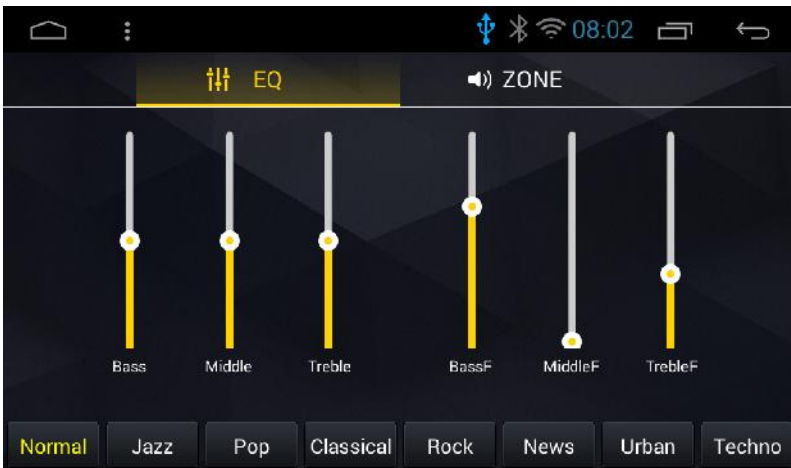 08:02
EQ ZONE
Bass Middle Treble BassF MiddleF TrebleF
Normal Jazz Pop Classical Rock News Urban Techno